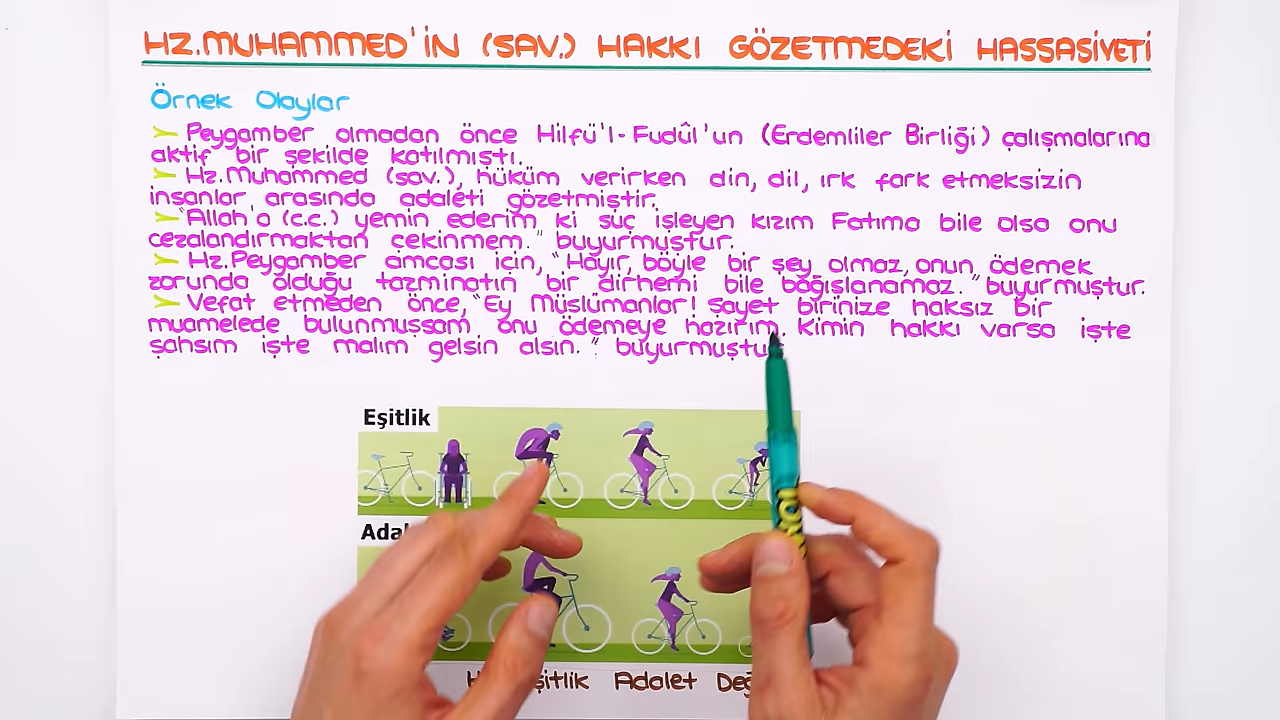 HZ.MUHAMMED'İN (SAV.) HAKKI GÖZETMEDEKİ HASSASİYETİ
Örnek Olaylar
Peygamber olmadan önce Hilfü'l-Fudûl'un (Erdemliler Birliği) çalışmalarına
aktif bir şekilde katılmıştı.
Hz.Muhammed (sav.), hüküm verirken din, dil, ırk fark etmeksizin
insanlar arasında adaleti gözetmiştir.
"Allah'a (c.c.) yemin ederim ki suç işleyen kızım Fatıma bile olsa onu
cezalandırmaktan çekinmem." buyurmuştur.
Hz.Peygamber amcası için, "Hayır, böyle bir şey olmaz, onun ödemek
zorunda olduğu tazminatın bir dirhemi bile bağışlanamaz." buyurmuştur.
Vefat etmeden önce, "Ey Müslümanlar! Şayet birinize haksız bir
muamelede bulunmuşsam onu ödemeye hazırım. Kimin hakkı varsa işte
şahsım işte malım gelsin alsın." buyurmuştu
Eşitlik
Adalet